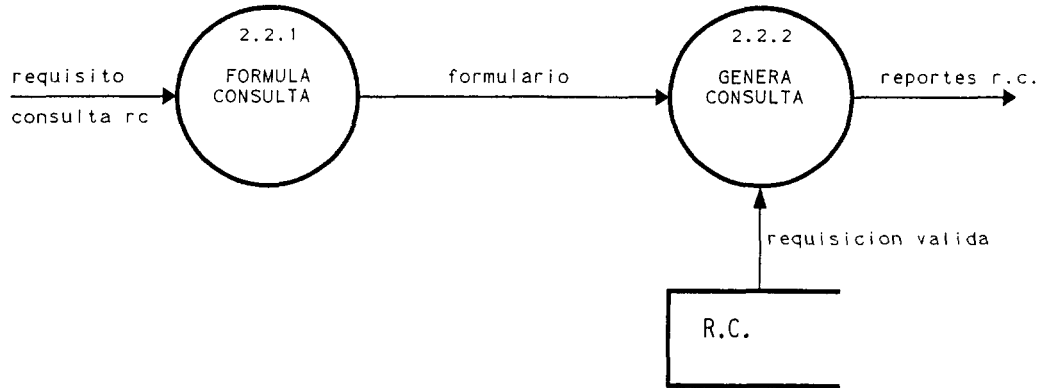 2.2.1
FORMULA
CONSULTA
requisito
consulta rc
formulario
2.2.2
GENERA
CONSULTA
reportes r.c.
requisicion valida
R.C.